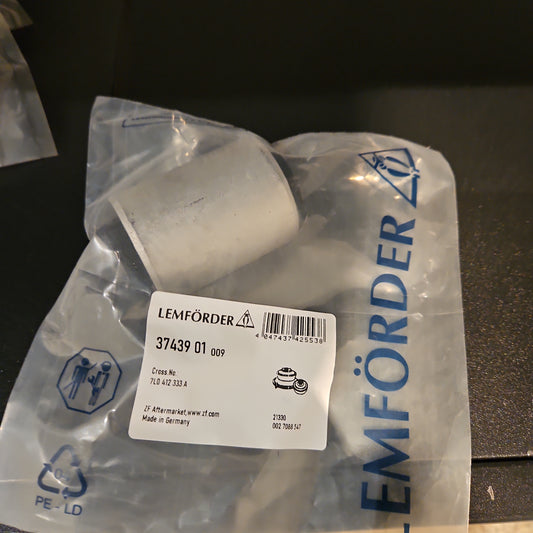 LEMFÖRDER
37439 01 009
4 047437 425538
Cross.No.
7L0 412 333 A
ZF Aftermarket,www.zf.com
Made in Germany
21330
002 7088 547
LEMFÖRDER
PE - LD